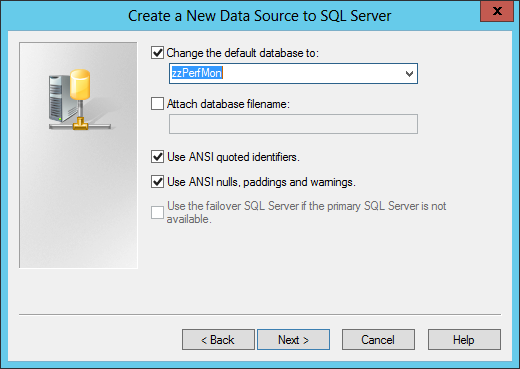 Create a New Data Source to SQL Server
x
Change the default database to:
zzPerfMon
Attach database filename:
Use ANSI quoted identifiers.
Use ANSI nulls, paddings and warnings.
Use the failover SQL Server if the primary SQL Server is not
available.
< Back
Next >
Cancel
Help